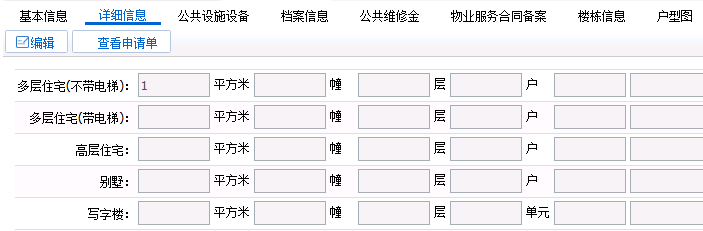 基本信息 详细信息 公共设施设备 档案信息 公共维修金 物业服务合同备案 楼栋信息 户型图
编辑 查看申请单
多层住宅(不带电梯)： 1 平方米 幢 层 户
多层住宅(带电梯)： 平方米 幢 层 户
高层住宅： 平方米 幢 层 户
别墅： 平方米 幢 层 户
写字楼： 平方米 幢 层 单元